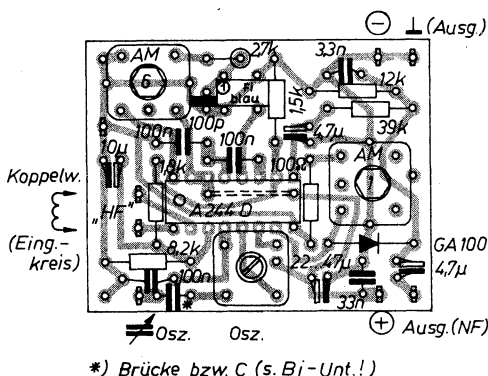 ⊖ ⊥ (Ausg.)
AM
6
2,7k
Fi
blau
3,3n
12k
1,5k
39k
100n
100p
100n
4,7µ
10µ
1,8k
100Ω
AM
1
Koppelw.
"HF"
A 244 D
(Eing.-
kreis)
8,2k
GA 100
100n
22
47µ
33n
4,7µ
*
Osz.
Osz.
⊕ Ausg. (NF)
*) Brücke bzw. C (s. Bi-Unt.!)